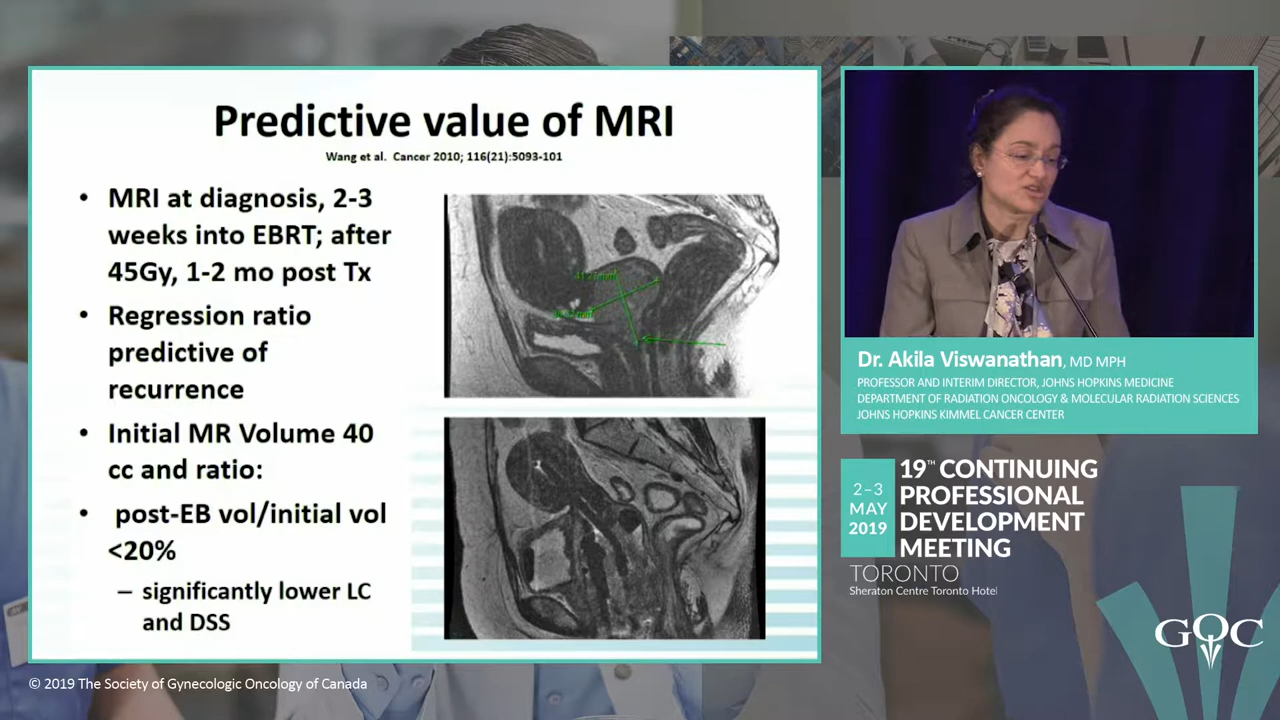 Predictive value of MRI
Wang et al. Cancer 2010; 116(21):5093-101
• MRI at diagnosis, 2-3
weeks into EBRT; after
45Gy, 1-2 mo post Tx
• Regression ratio
predictive of
recurrence
• Initial MR Volume 40
cc and ratio:
• post-EB vol/initial vol
<20%
– significantly lower LC
and DSS
Dr. Akila Viswanathan, MD MPH
PROFESSOR AND INTERIM DIRECTOR, JOHNS HOPKINS MEDICINE
DEPARTMENT OF RADIATION ONCOLOGY & MOLECULAR RADIATION SCIENCES
JOHNS HOPKINS KIMMEL CANCER CENTER
2–3
MAY
2019
19TH CONTINUING
PROFESSIONAL
DEVELOPMENT
MEETING
TORONTO
Sheraton Centre Toronto Hotel
GOC
© 2019 The Society of Gynecologic Oncology of Canada